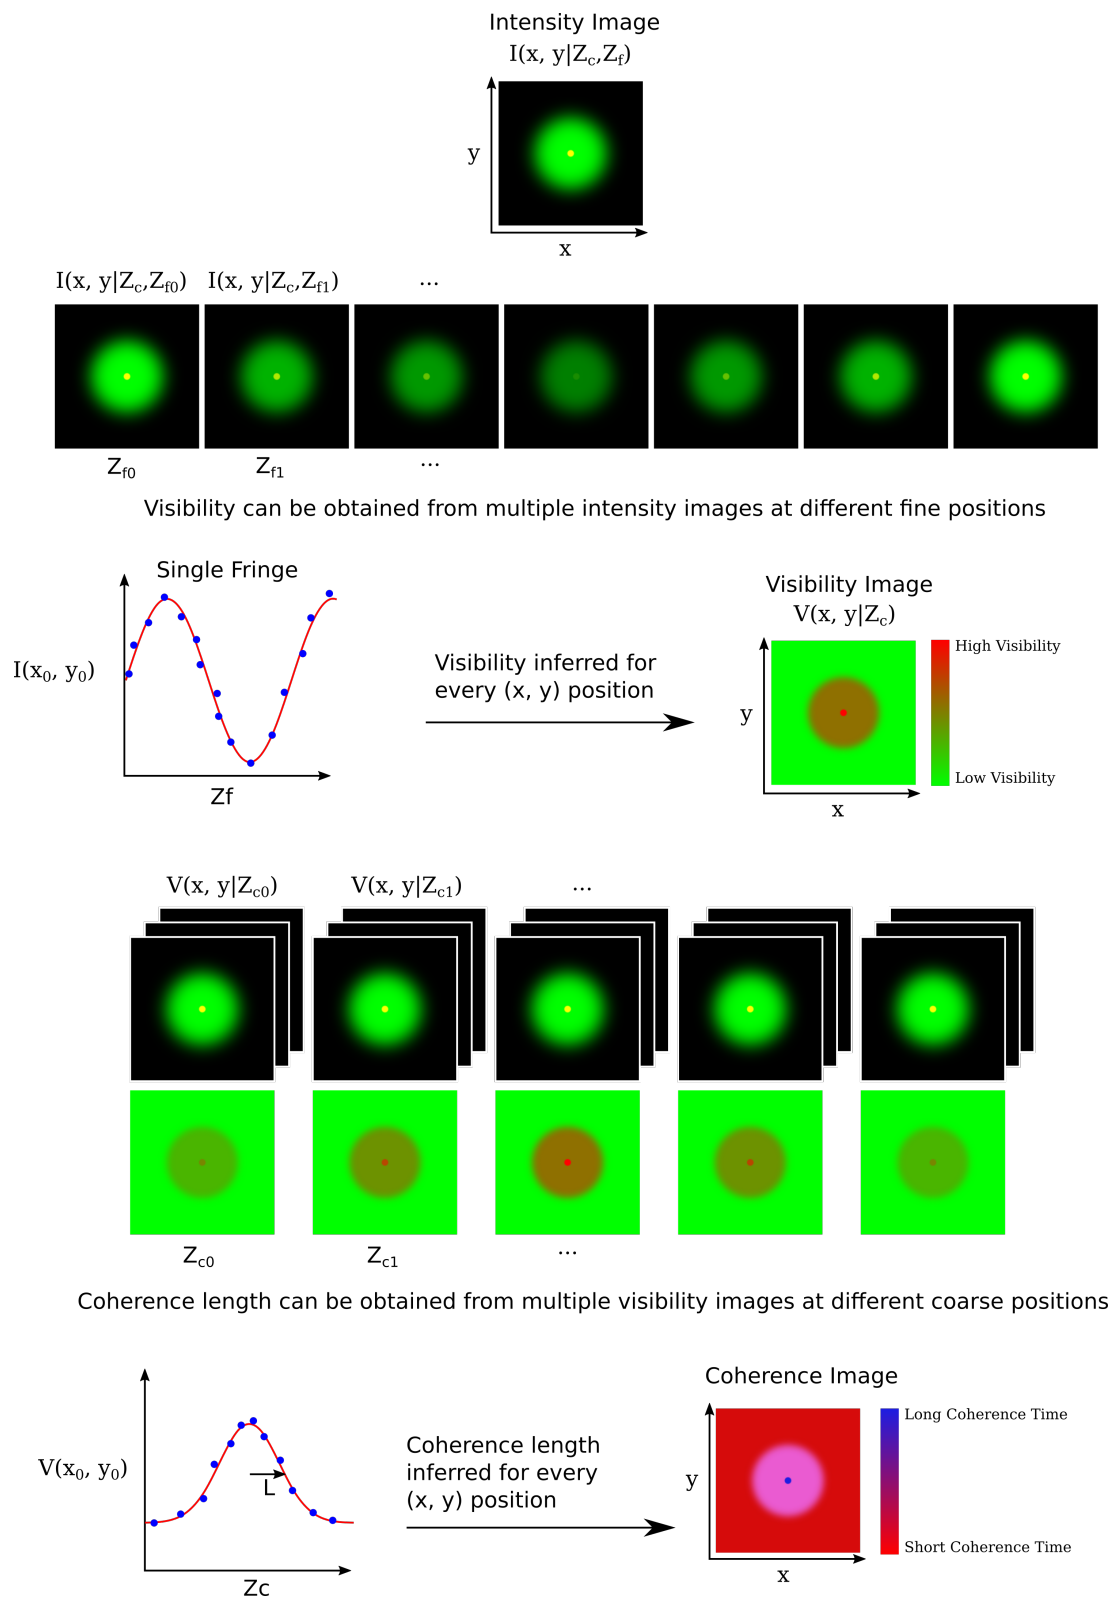 Intensity Image
I(x, y|Zc,Zf)
y
x
I(x, y|Zc,Zf0) I(x, y|Zc,Zf1) ...
Zf0 Zf1 ...
Visibility can be obtained from multiple intensity images at different fine positions
Single Fringe
I(x0, y0)
Zf
Visibility inferred for
every (x, y) position
Visibility Image
V(x, y|Zc)
y
x
High Visibility
Low Visibility
V(x, y|Zc0) V(x, y|Zc1) ...
Zc0 Zc1 ...
Coherence length can be obtained from multiple visibility images at different coarse positions
V(x0, y0)
L
Zc
Coherence length
inferred for every
(x, y) position
Coherence Image
y
x
Long Coherence Time
Short Coherence Time